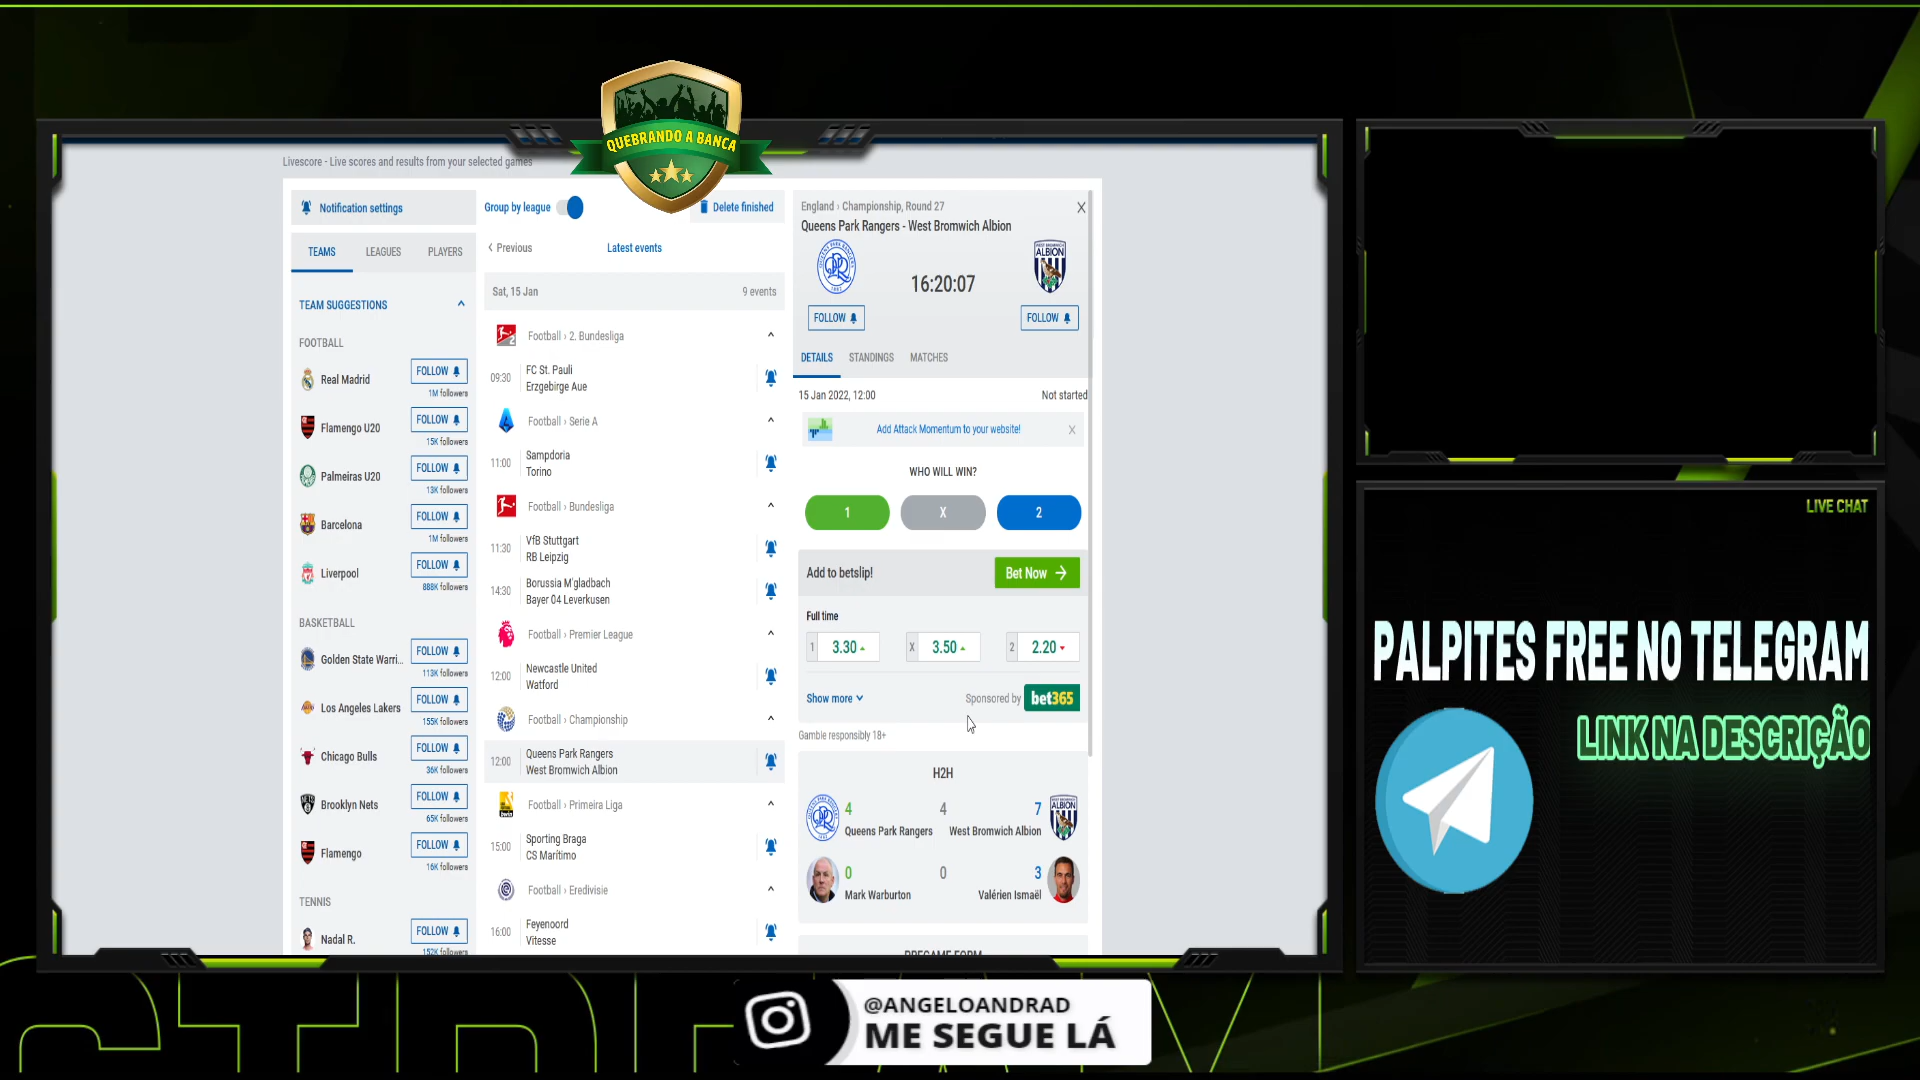 QUEBRANDO A BANCA
Livescore - Live scores and results from your selected games
Notification settings
TEAMS LEAGUES PLAYERS
TEAM SUGGESTIONS
FOOTBALL
Real Madrid FOLLOW
1M followers
Flamengo U20 FOLLOW
15K followers
Palmeiras U20 FOLLOW
13K followers
Barcelona FOLLOW
1M followers
Liverpool FOLLOW
888K followers
BASKETBALL
Golden State Warri... FOLLOW
113K followers
Los Angeles Lakers FOLLOW
155K followers
Chicago Bulls FOLLOW
36K followers
Brooklyn Nets FOLLOW
65K followers
Flamengo FOLLOW
16K followers
TENNIS
Nadal R. FOLLOW
152K followers
Group by league Delete finished
Previous Latest events
Sat, 15 Jan 9 events
Football › 2. Bundesliga
09:30 FC St. Pauli
Erzgebirge Aue
Football › Serie A
11:00 Sampdoria
Torino
Football › Bundesliga
11:30 VfB Stuttgart
RB Leipzig
14:30 Borussia M'gladbach
Bayer 04 Leverkusen
Football › Premier League
12:00 Newcastle United
Watford
Football › Championship
12:00 Queens Park Rangers
West Bromwich Albion
Football › Primeira Liga
15:00 Sporting Braga
CS Marítimo
Football › Eredivisie
16:00 Feyenoord
Vitesse
England › Championship, Round 27 X
Queens Park Rangers - West Bromwich Albion
16:20:07
FOLLOW FOLLOW
DETAILS STANDINGS MATCHES
15 Jan 2022, 12:00 Not started
Add Attack Momentum to your website! X
WHO WILL WIN?
1 X 2
Add to betslip! Bet Now
Full time
1 3.30 X 3.50 2 2.20
Show more Sponsored by bet365
Gamble responsibly 18+
H2H
4 4 7
Queens Park Rangers West Bromwich Albion
0 0 3
Mark Warburton Valérien Ismaël
PREGAME FORM
LIVE CHAT
PALPITES FREE NO TELEGRAM
LINK NA DESCRIÇÃO
@ANGELOANDRAD
ME SEGUE LÁ